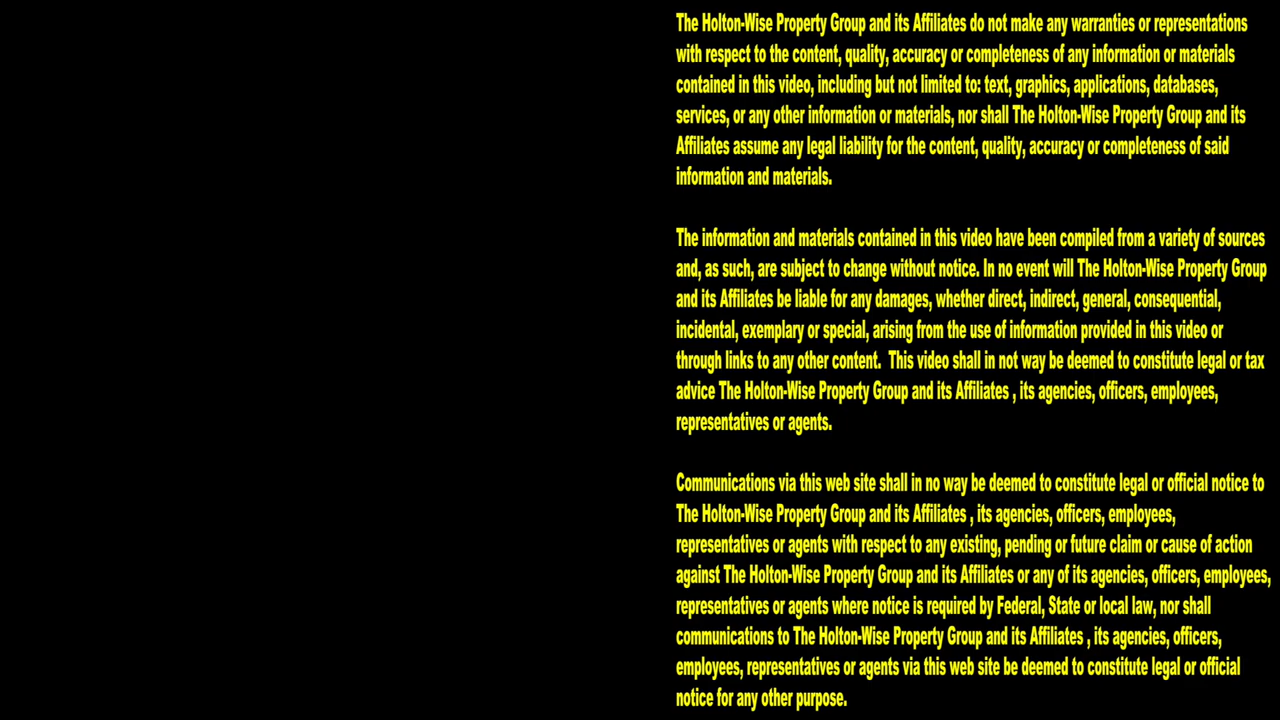 The Holton-Wise Property Group and its Affiliates do not make any warranties or representations
with respect to the content, quality, accuracy or completeness of any information or materials
contained in this video, including but not limited to: text, graphics, applications, databases,
services, or any other information or materials, nor shall The Holton-Wise Property Group and its
Affiliates assume any legal liability for the content, quality, accuracy or completeness of said
information and materials.
The information and materials contained in this video have been compiled from a variety of sources
and, as such, are subject to change without notice. In no event will The Holton-Wise Property Group
and its Affiliates be liable for any damages, whether direct, indirect, general, consequential,
incidental, exemplary or special, arising from the use of information provided in this video or
through links to any other content.  This video shall in not way be deemed to constitute legal or tax
advice The Holton-Wise Property Group and its Affiliates , its agencies, officers, employees,
representatives or agents.
Communications via this web site shall in no way be deemed to constitute legal or official notice to
The Holton-Wise Property Group and its Affiliates , its agencies, officers, employees,
representatives or agents with respect to any existing, pending or future claim or cause of action
against The Holton-Wise Property Group and its Affiliates or any of its agencies, officers, employees,
representatives or agents where notice is required by Federal, State or local law, nor shall
communications to The Holton-Wise Property Group and its Affiliates , its agencies, officers,
employees, representatives or agents via this web site be deemed to constitute legal or official
notice for any other purpose.